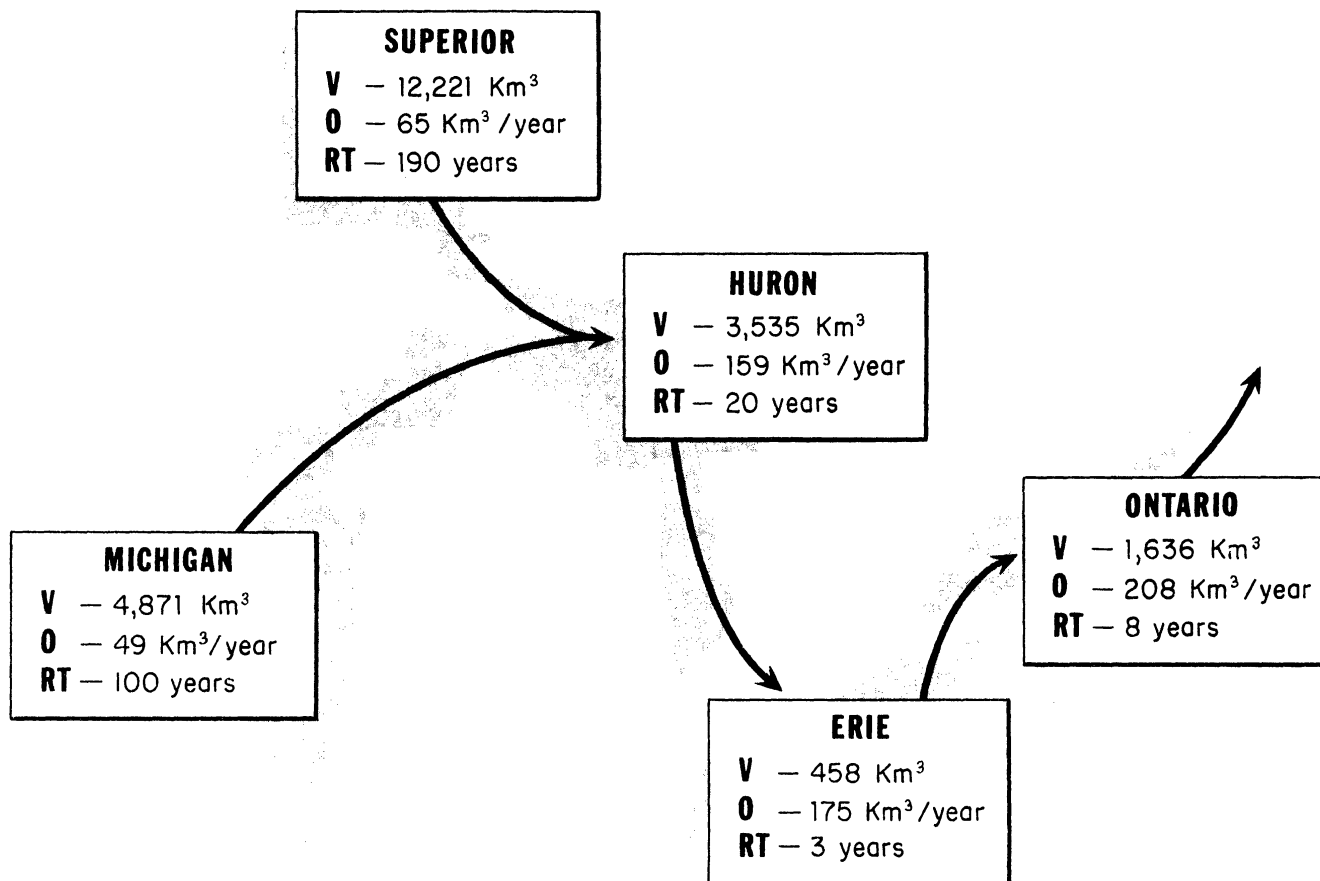 SUPERIOR
V – 12,221 Km³
O – 65 Km³/year
RT – 190 years
HURON
V – 3,535 Km³
O – 159 Km³/year
RT – 20 years
MICHIGAN
V – 4,871 Km³
O – 49 Km³/year
RT – 100 years
ONTARIO
V – 1,636 Km³
O – 208 Km³/year
RT – 8 years
ERIE
V – 458 Km³
O – 175 Km³/year
RT – 3 years